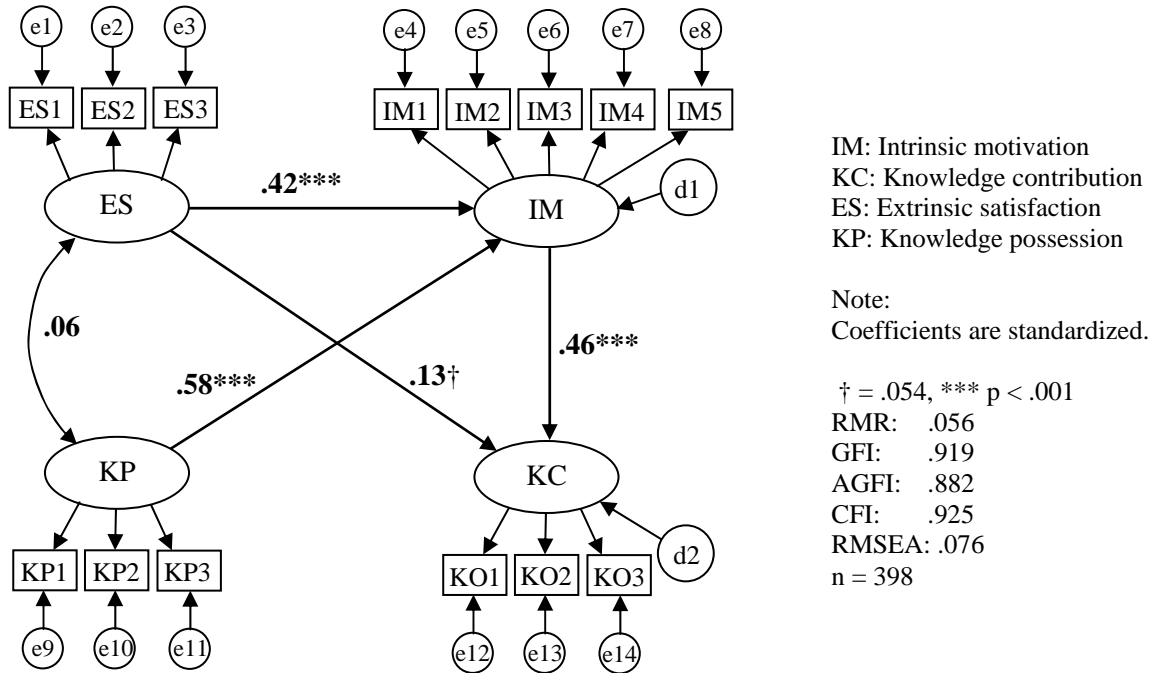 e1 e2 e3
ES1 ES2 ES3
ES
e4 e5 e6 e7 e8
IM1 IM2 IM3 IM4 IM5
IM
d1
.42***
.06
.58***
.13†
.46***
KP
KP1 KP2 KP3
e9 e10 e11
KC
d2
KO1 KO2 KO3
e12 e13 e14
IM: Intrinsic motivation
KC: Knowledge contribution
ES: Extrinsic satisfaction
KP: Knowledge possession
Note:
Coefficients are standardized.
† = .054, *** p < .001
RMR: .056
GFI: .919
AGFI: .882
CFI: .925
RMSEA: .076
n = 398